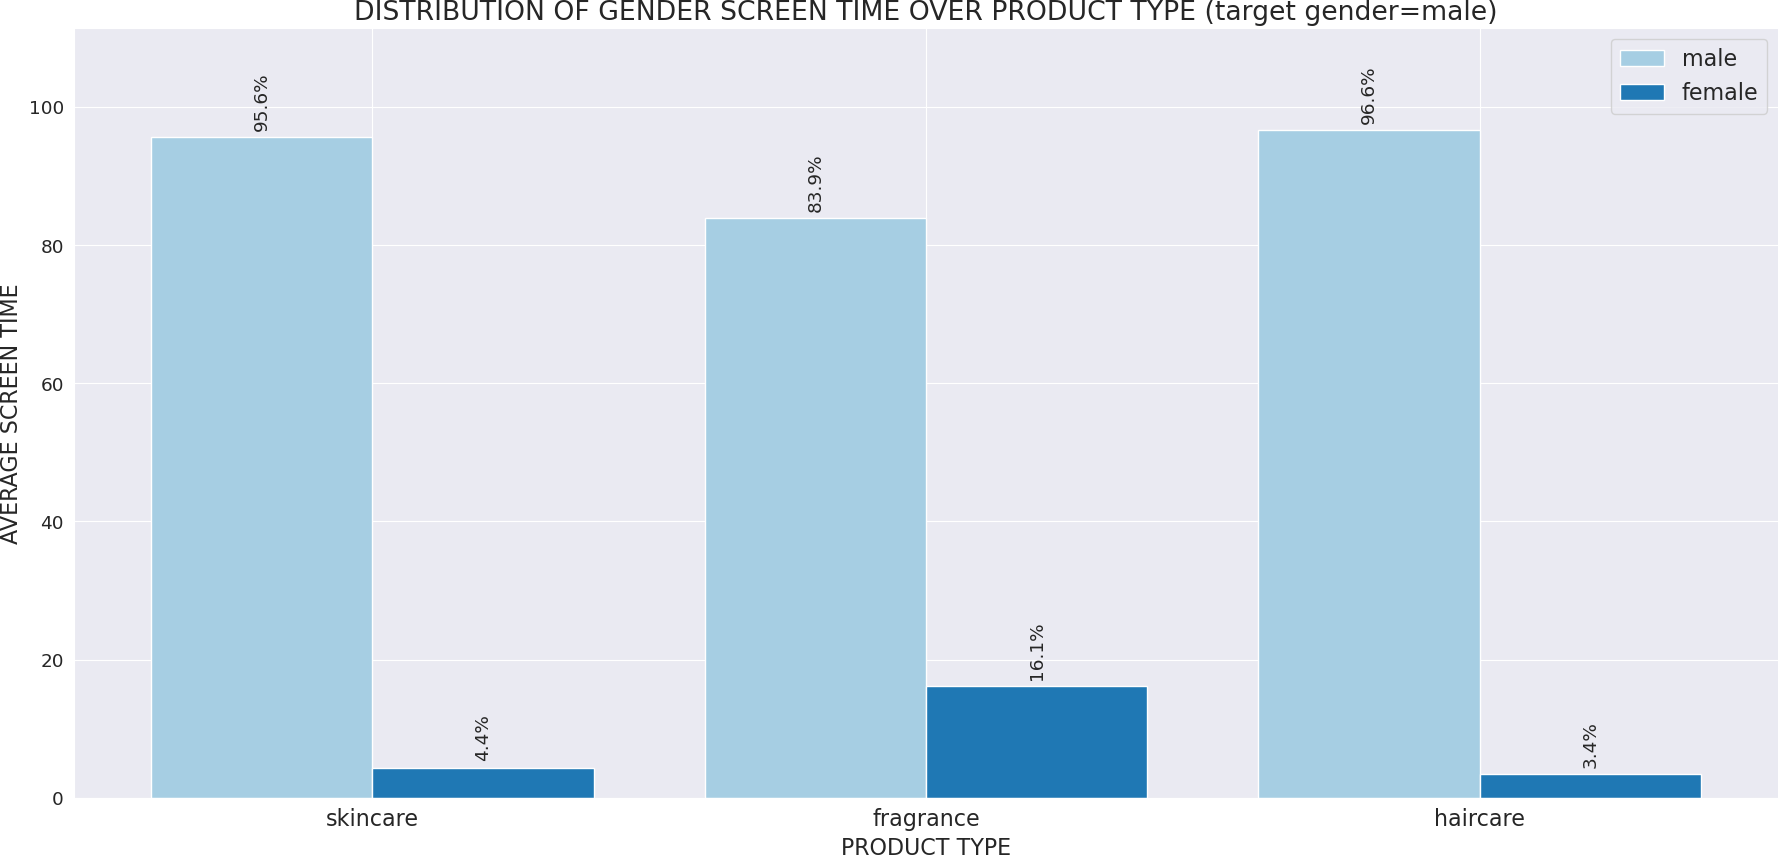 DISTRIBUTION OF GENDER SCREEN TIME OVER PRODUCT TYPE (target gender=male)
male
female
AVERAGE SCREEN TIME
100
80
60
40
20
0
95.6%
4.4%
83.9%
16.1%
96.6%
3.4%
skincare
fragrance
haircare
PRODUCT TYPE